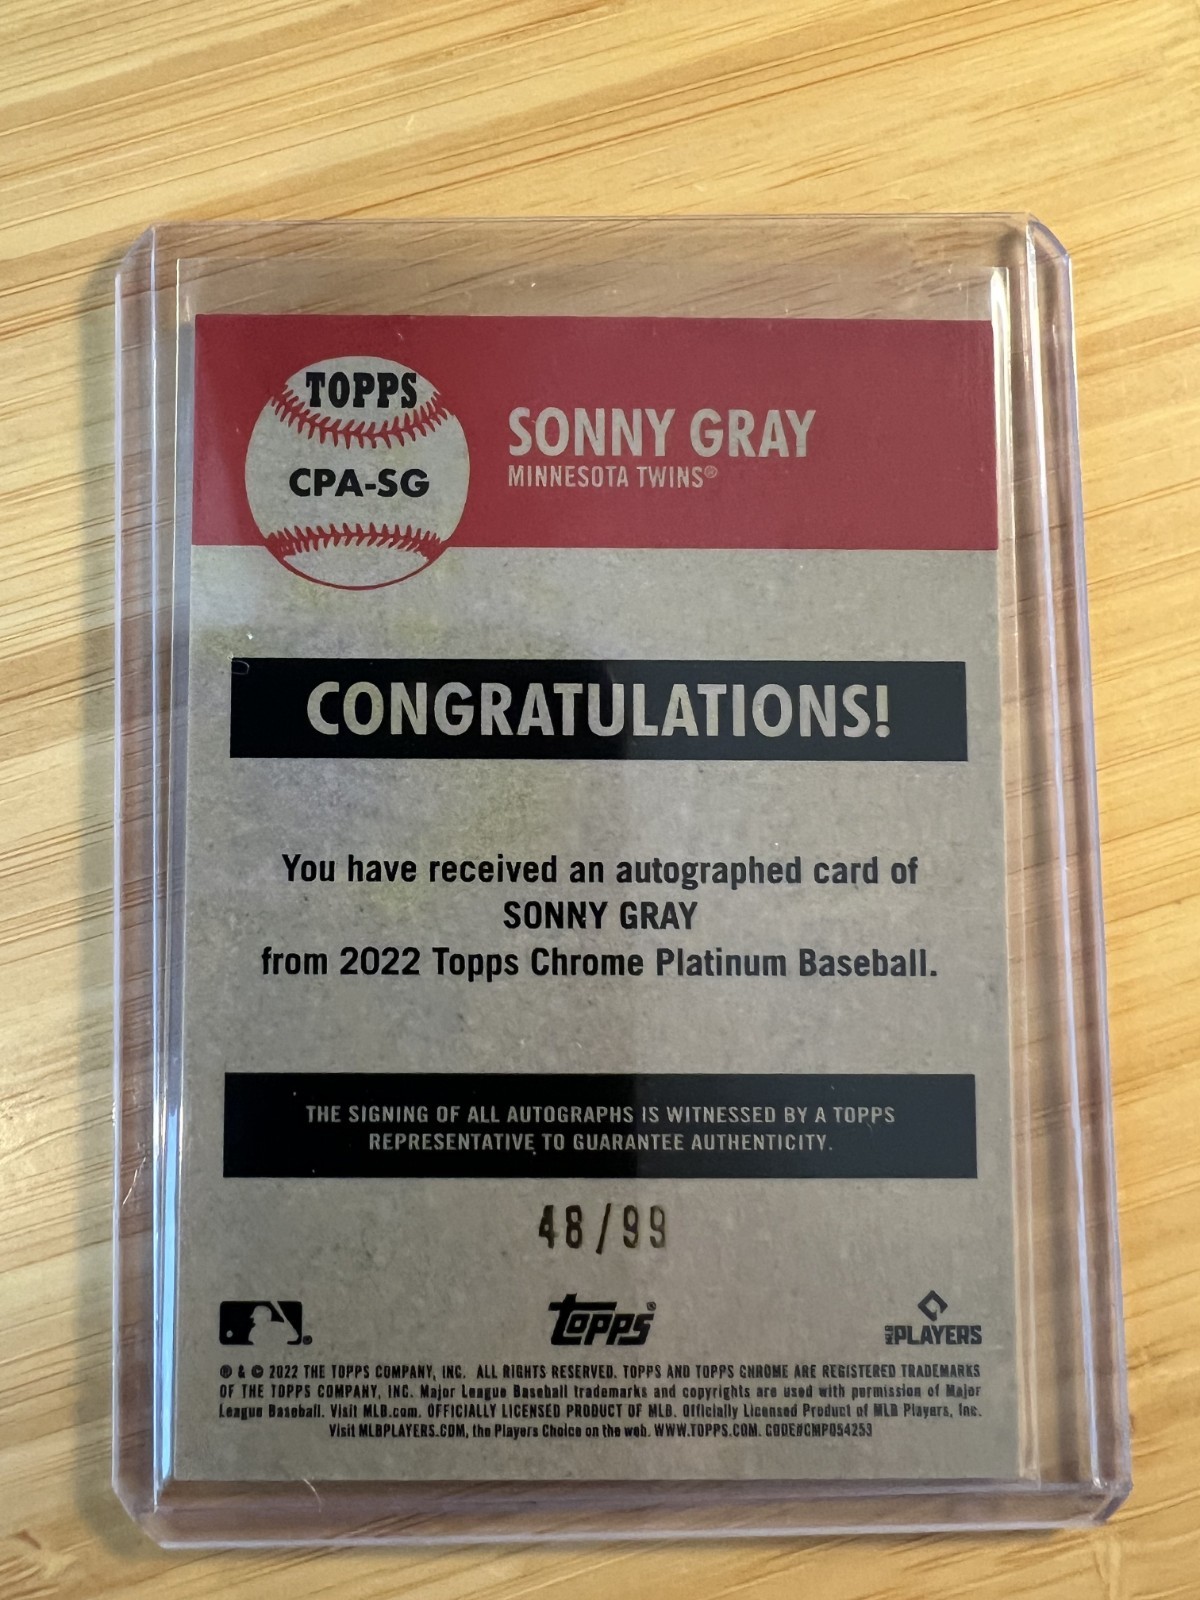 TOPPS
CPA-SG
SONNY GRAY
MINNESOTA TWINS®
CONGRATULATIONS!
You have received an autographed card of
SONNY GRAY
from 2022 Topps Chrome Platinum Baseball.
THE SIGNING OF ALL AUTOGRAPHS IS WITNESSED BY A TOPPS
REPRESENTATIVE TO GUARANTEE AUTHENTICITY.
48/99
topps®
MLB PLAYERS
® & © 2022 THE TOPPS COMPANY, INC. ALL RIGHTS RESERVED. TOPPS AND TOPPS CHROME ARE REGISTERED TRADEMARKS
OF THE TOPPS COMPANY, INC. Major League Baseball trademarks and copyrights are used with permission of Major
League Baseball. Visit MLB.com. OFFICIALLY LICENSED PRODUCT OF MLB. Officially Licensed Product of MLB Players, Inc.
Visit MLBPLAYERS.COM, the Players Choice on the web. WWW.TOPPS.COM. CODE#CMP054253